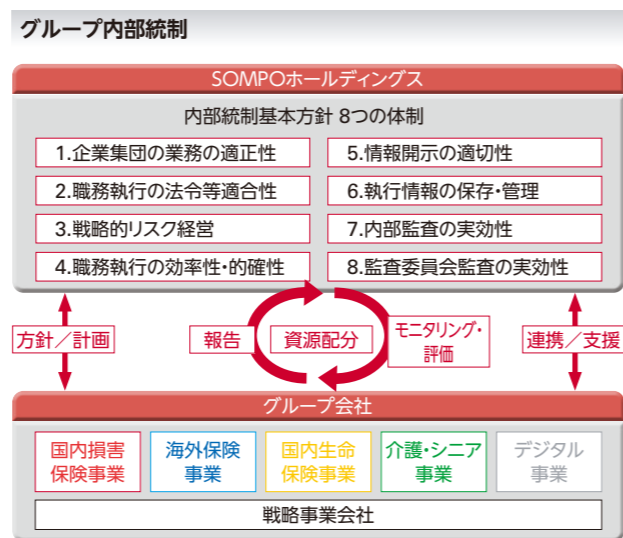 グループ内部統制
SOMPOホールディングス
内部統制基本方針 8つの体制
1.企業集団の業務の適正性
5.情報開示の適切性
2.職務執行の法令等適合性
6.執行情報の保存・管理
3.戦略的リスク経営
7.内部監査の実効性
4.職務執行の効率性・的確性
8.監査委員会監査の実効性
方針／計画
報告
資源配分
モニタリング・
評価
連携／支援
グループ会社
国内損害
保険事業
海外保険
事業
国内生命
保険事業
介護・シニア
事業
デジタル
事業
戦略事業会社